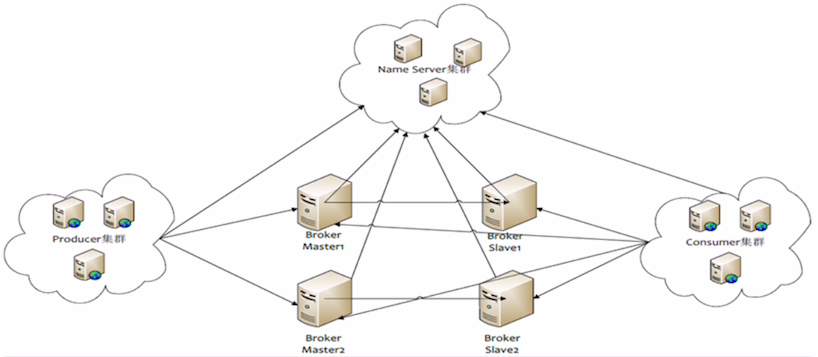 Name Server集群
Producer集群
Broker
Master1
Broker
Slave1
Consumer集群
Broker
Master2
Broker
Slave2